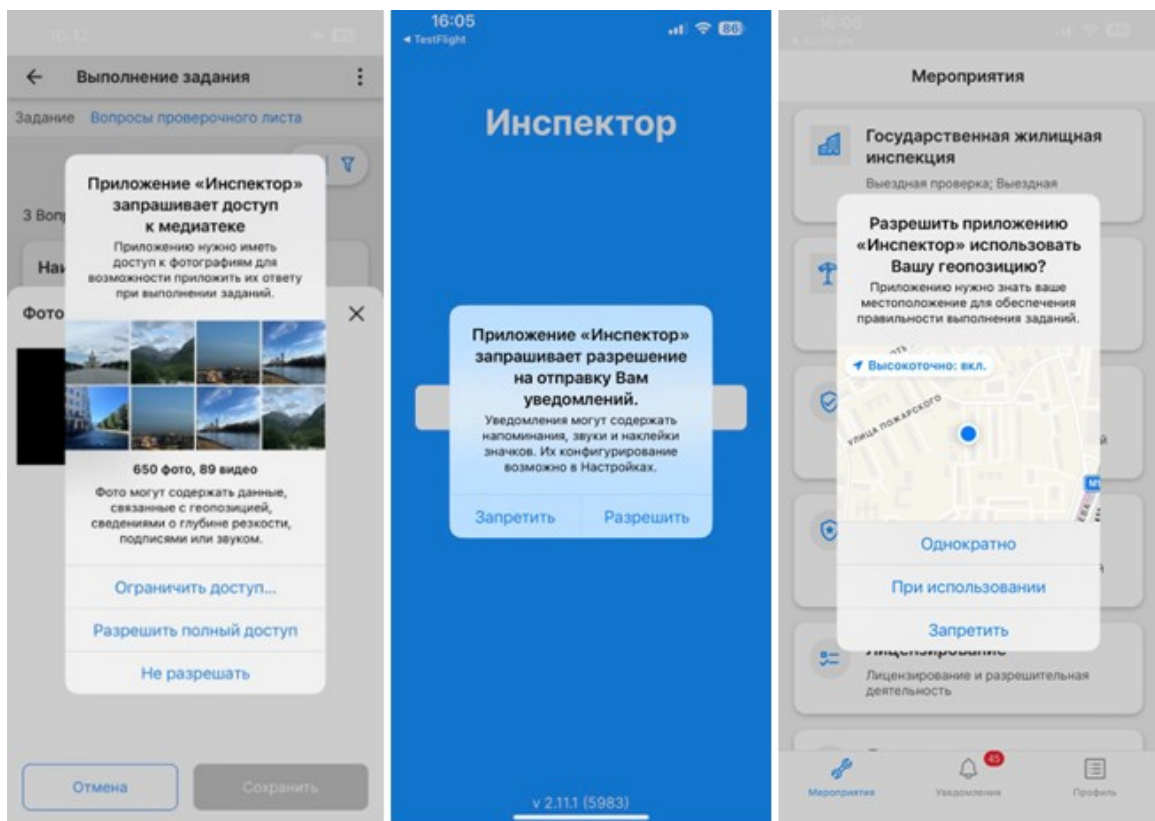 16:12
Выполнение задания
Задание Вопросы проверочного листа
3 Воп
Наи
Фото
Приложение «Инспектор»
запрашивает доступ
к медиатеке
Приложению нужно иметь
доступ к фотографиям для
возможности приложить их ответу
при выполнении заданий.
650 фото, 89 видео
Фото могут содержать данные,
связанные с геопозицией,
сведениями о глубине резкости,
подписями или звуком.
Ограничить доступ...
Разрешить полный доступ
Не разрешать
Отмена
Сохранить
16:05
86
TestFlight
Инспектор
Приложение «Инспектор»
запрашивает разрешение
на отправку Вам
уведомлений.
Уведомления могут содержать
напоминания, звуки и наклейки
значков. Их конфигурирование
возможно в Настройках.
Запретить
Разрешить
v 2.11.1 (5983)
Мероприятия
Государственная жилищная
инспекция
Выездная проверка; Выездная
Разрешить приложению
«Инспектор» использовать
Вашу геопозицию?
Приложению нужно знать ваше
местоположение для обеспечения
правильности выполнения заданий.
Высокоточно: вкл.
УЛИЦА ПОЖАРСКОГО
Однократно
При использовании
Запретить
Лицензирование
Лицензирование и разрешительная
деятельность
45
Мероприятия
Уведомления
Профиль